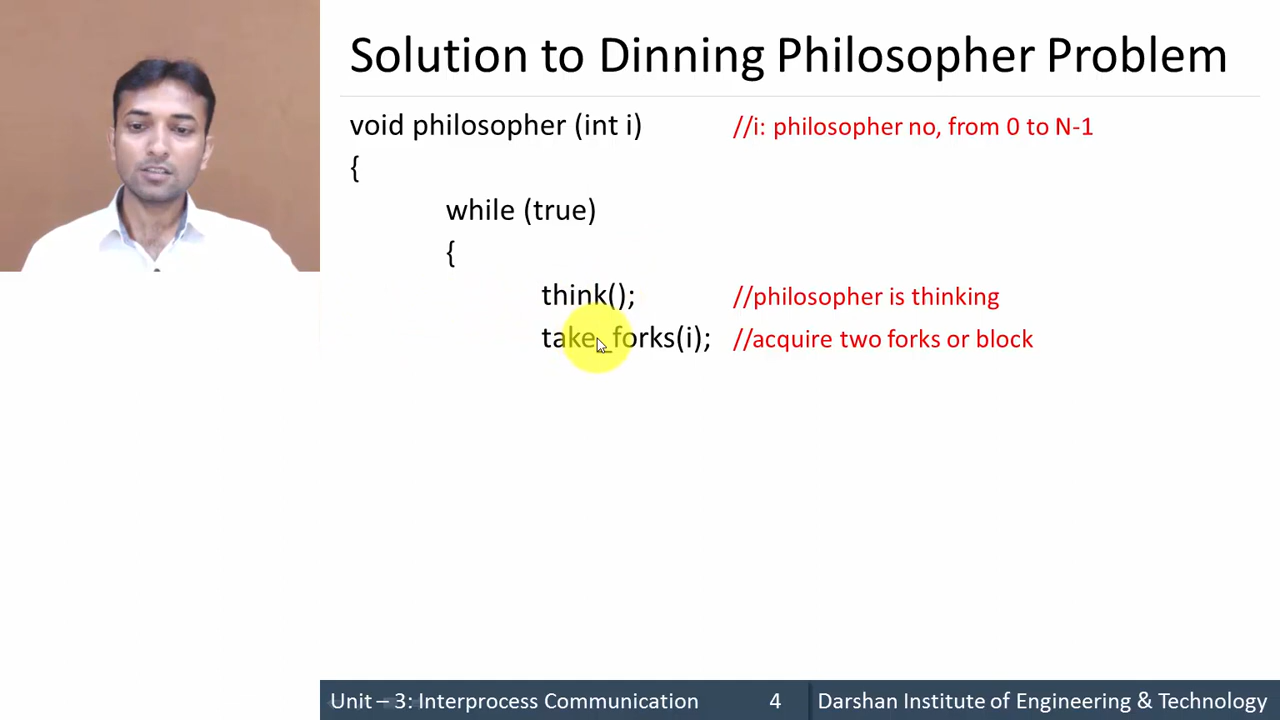 Solution to Dinning Philosopher Problem
void philosopher (int i) //i: philosopher no, from 0 to N-1
{
while (true)
{
think(); //philosopher is thinking
take_forks(i); //acquire two forks or block
Unit – 3: Interprocess Communication 4 Darshan Institute of Engineering & Technology